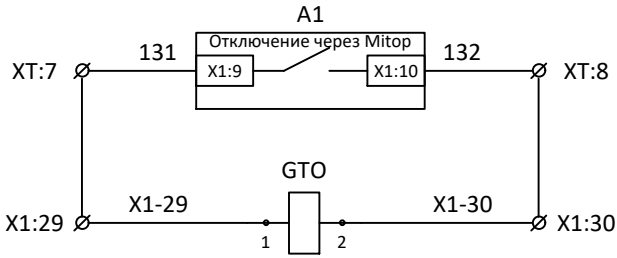 A1
Отключение через Mitop
131
132
XT:7
X1:9
X1:10
XT:8
GTO
X1-29
X1-30
X1:29
1
2
X1:30